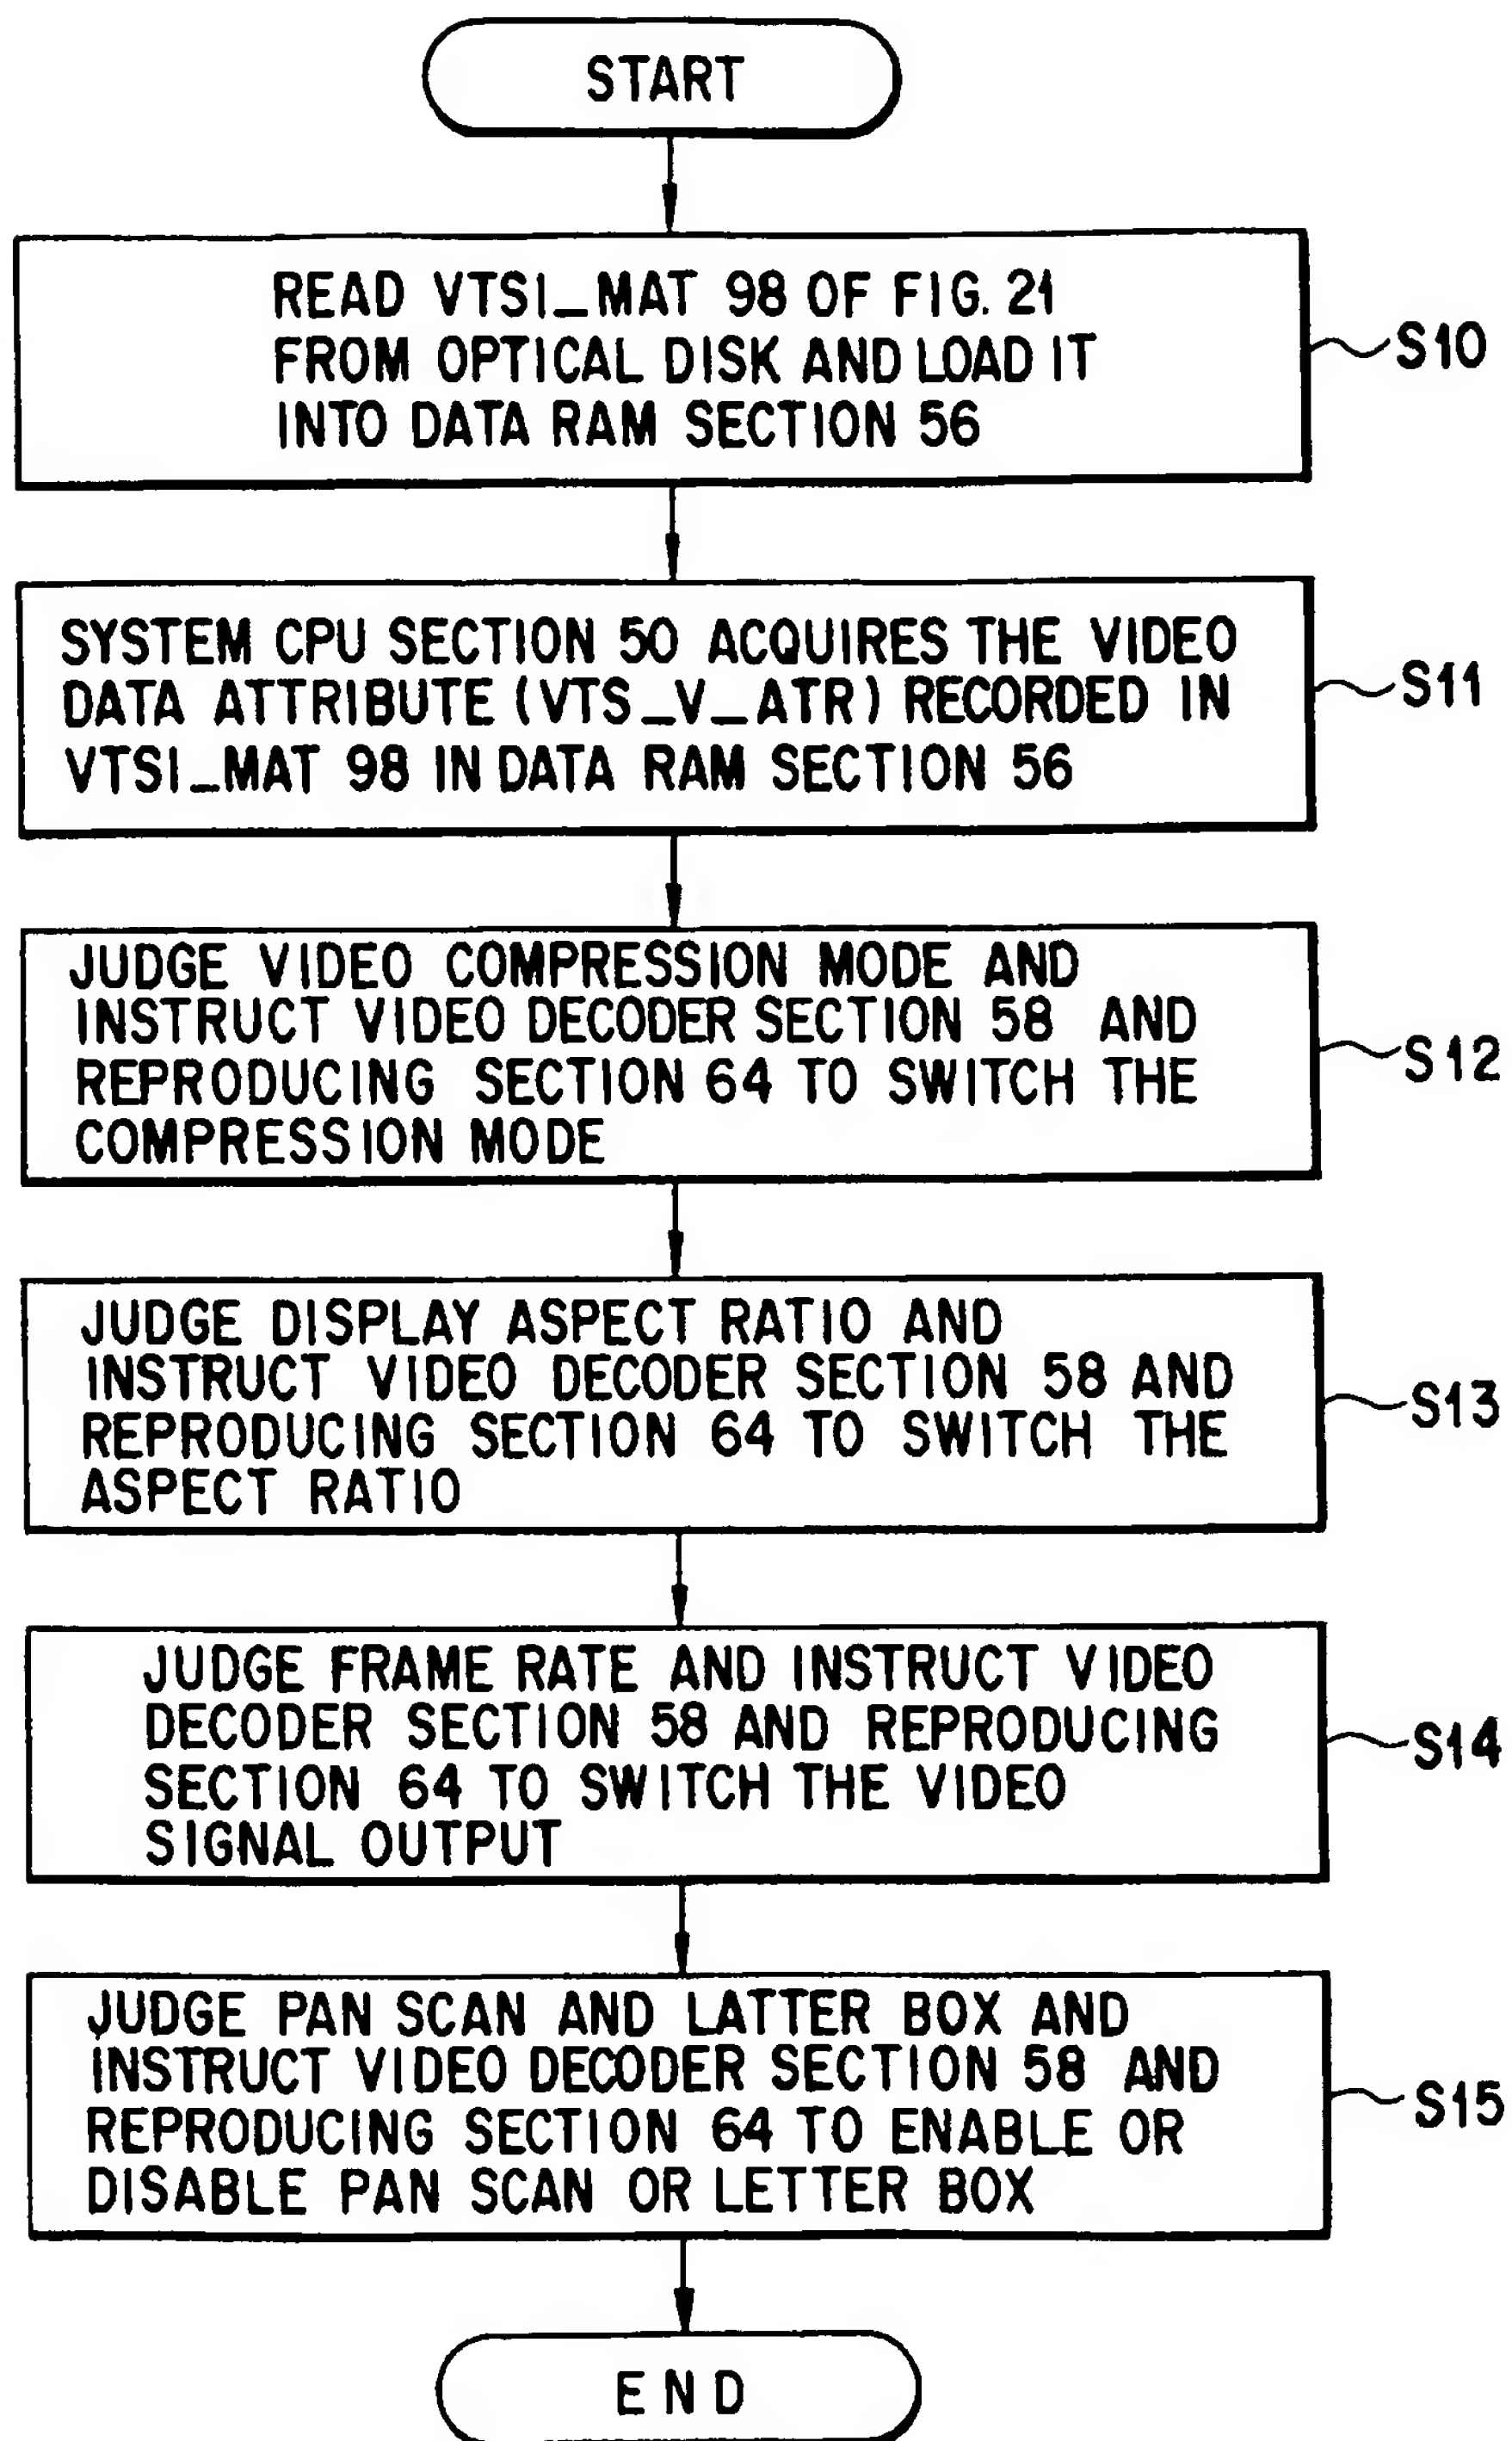 START
READ VTSI_MAT 98 OF FIG. 21
FROM OPTICAL DISK AND LOAD IT
INTO DATA RAM SECTION 56
S10
SYSTEM CPU SECTION 50 ACQUIRES THE VIDEO
DATA ATTRIBUTE (VTS_V_ATR) RECORDED IN
VTSI_MAT 98 IN DATA RAM SECTION 56
S11
JUDGE VIDEO COMPRESSION MODE AND
INSTRUCT VIDEO DECODER SECTION 58 AND
REPRODUCING SECTION 64 TO SWITCH THE
COMPRESSION MODE
S12
JUDGE DISPLAY ASPECT RATIO AND
INSTRUCT VIDEO DECODER SECTION 58 AND
REPRODUCING SECTION 64 TO SWITCH THE
ASPECT RATIO
S13
JUDGE FRAME RATE AND INSTRUCT VIDEO
DECODER SECTION 58 AND REPRODUCING
SECTION 64 TO SWITCH THE VIDEO
SIGNAL OUTPUT
S14
JUDGE PAN SCAN AND LATTER BOX AND
INSTRUCT VIDEO DECODER SECTION 58 AND
REPRODUCING SECTION 64 TO ENABLE OR
DISABLE PAN SCAN OR LETTER BOX
S15
END